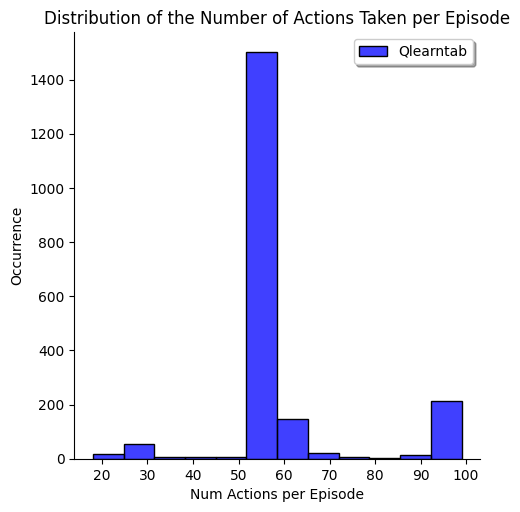 Distribution of the Number of Actions Taken per Episode
Qlearntab
1400
1200
1000
800
600
400
200
0
Occurrence
20 30 40 50 60 70 80 90 100
Num Actions per Episode